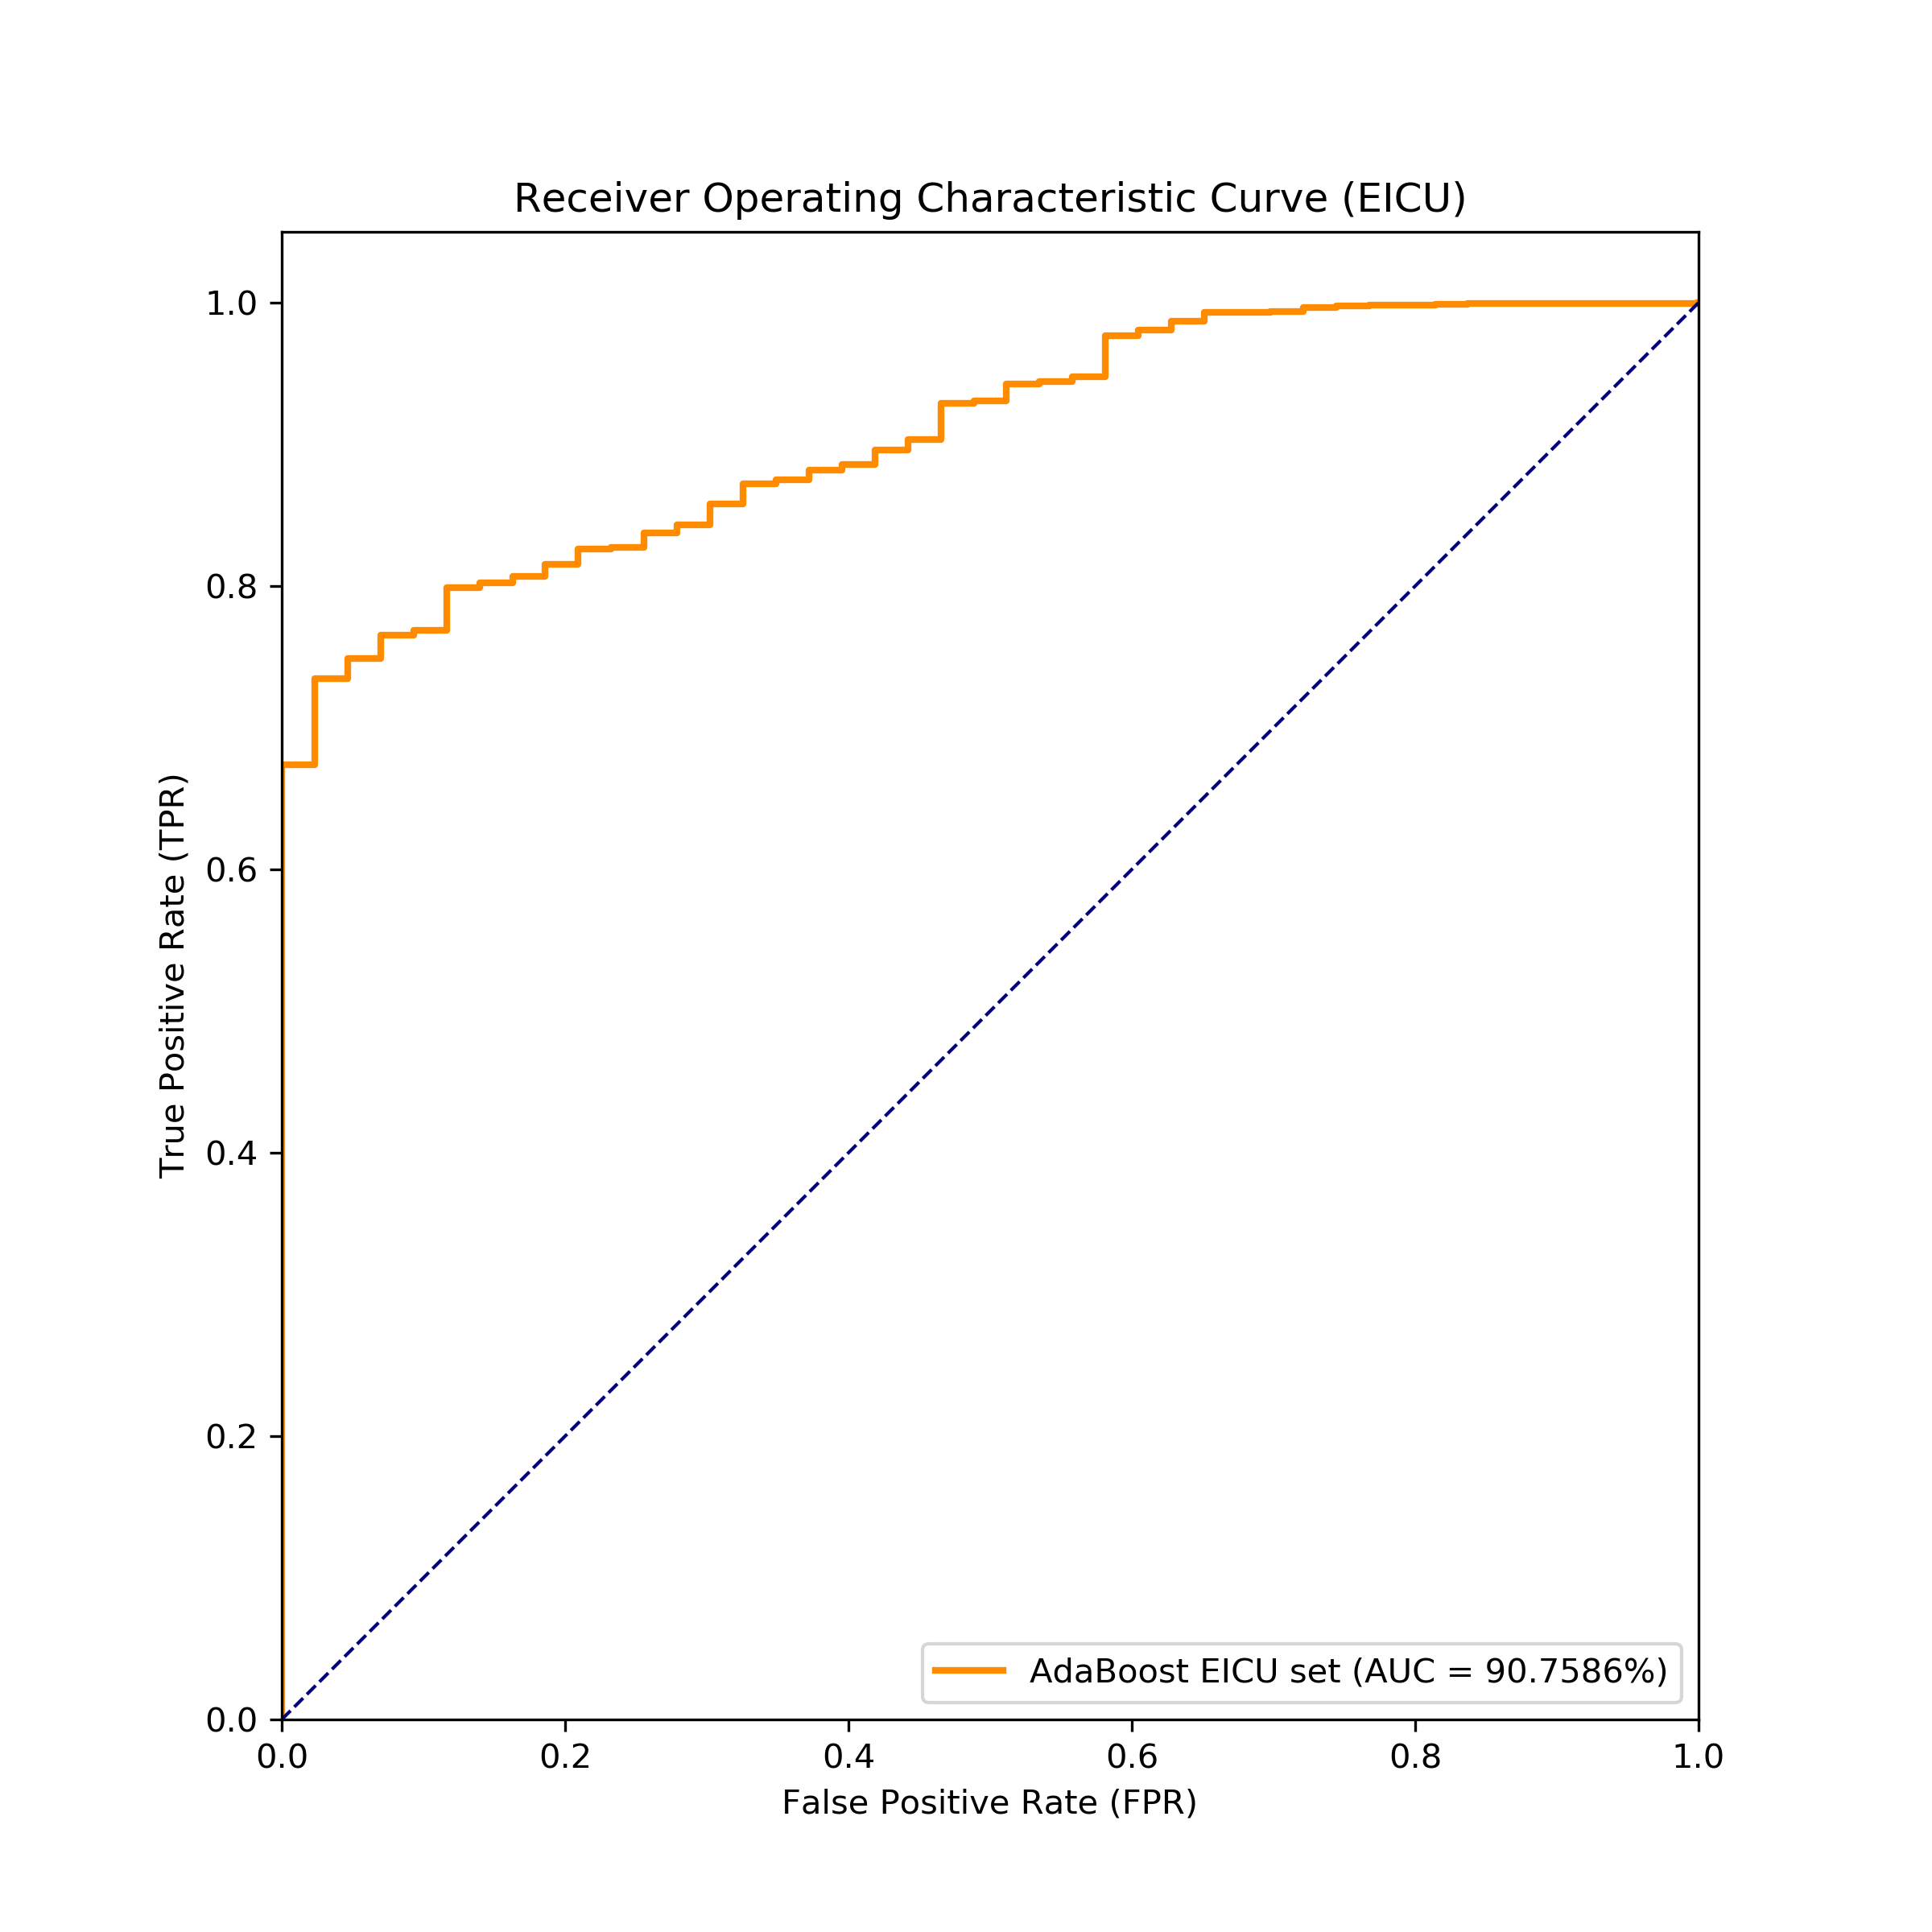 Receiver Operating Characteristic Curve (EICU)
1.0
0.8
0.6
0.4
0.2
0.0
True Positive Rate (TPR)
AdaBoost EICU set (AUC = 90.7586%)
0.0 0.2 0.4 0.6 0.8 1.0
False Positive Rate (FPR)